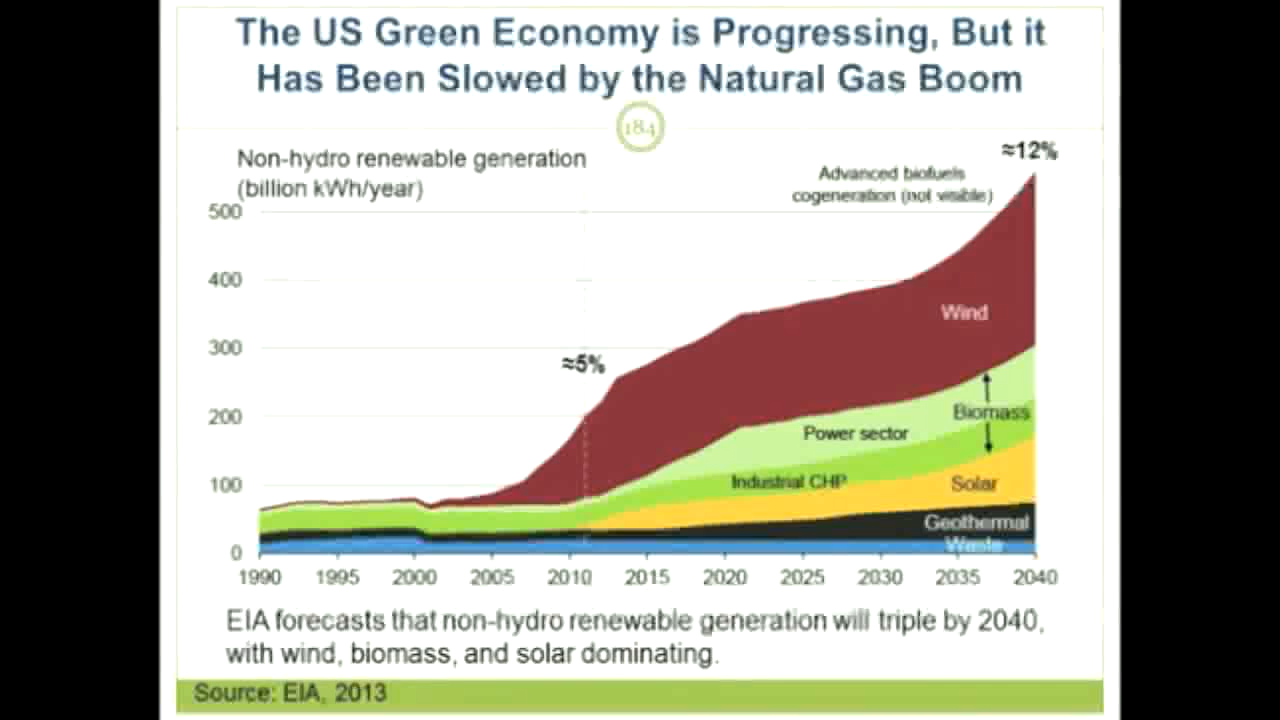 The US Green Economy is Progressing, But it
Has Been Slowed by the Natural Gas Boom
184
Non-hydro renewable generation
(billion kWh/year)
≈12%
Advanced biofuels
cogeneration (not visible)
500
400
Wind
300
≈5%
200
Biomass
Power sector
100
Industrial CHP
Solar
Geothermal
Waste
0
1990 1995 2000 2005 2010 2015 2020 2025 2030 2035 2040
EIA forecasts that non-hydro renewable generation will triple by 2040,
with wind, biomass, and solar dominating.
Source: EIA, 2013